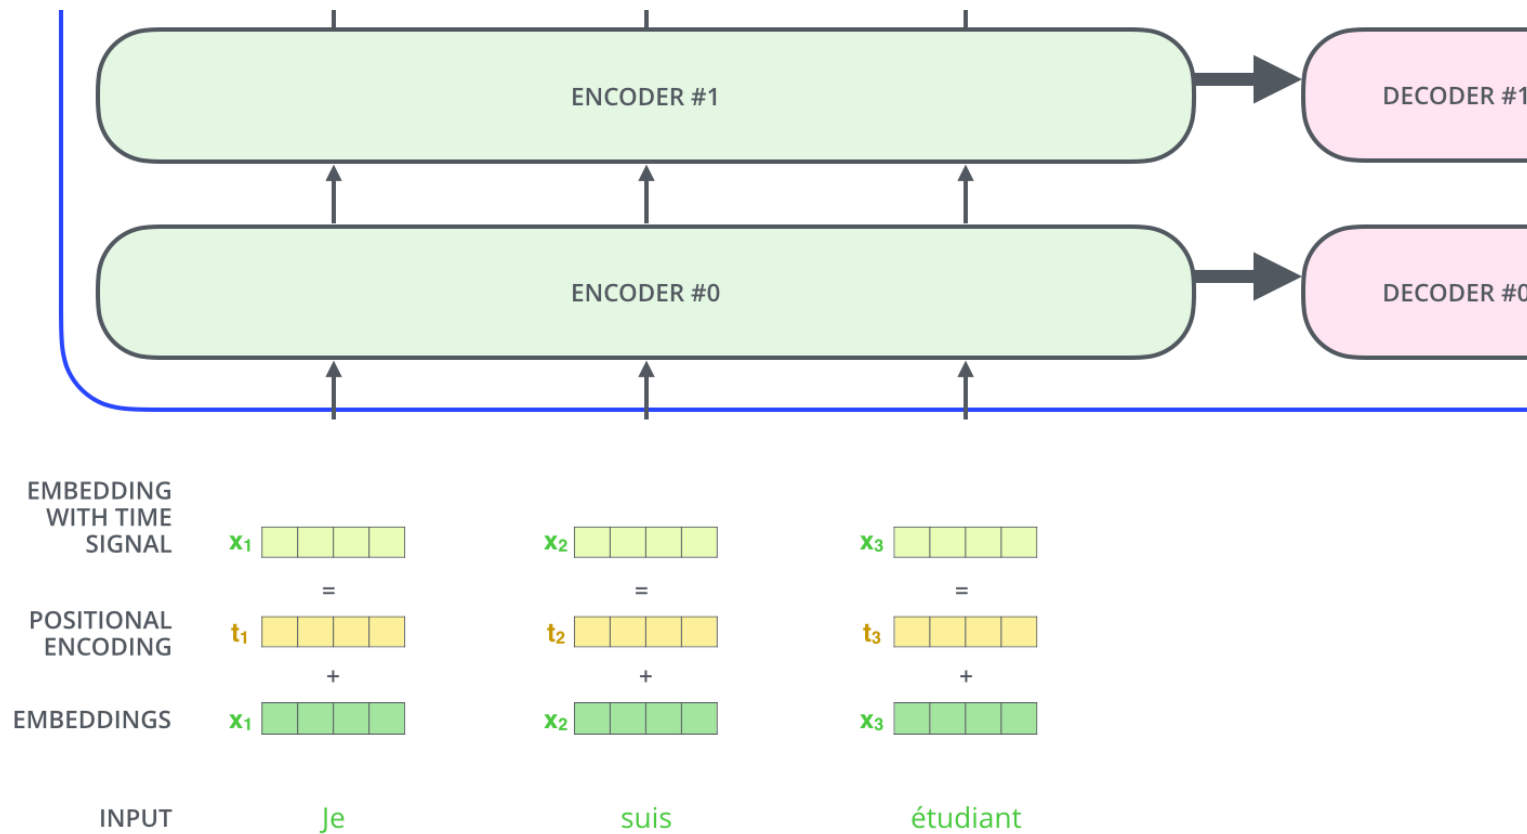 ENCODER #1
DECODER #1
ENCODER #0
DECODER #0
EMBEDDING
WITH TIME
SIGNAL
x₁ x₂ x₃
= = =
POSITIONAL
ENCODING
t₁ t₂ t₃
+ + +
EMBEDDINGS x₁ x₂ x₃
INPUT Je suis étudiant